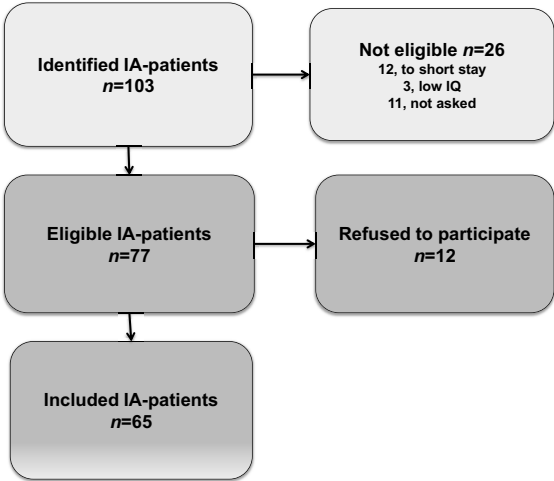 Identified IA-patients
n=103
Not eligible n=26
12, to short stay
3, low IQ
11, not asked
Eligible IA-patients
n=77
Refused to participate
n=12
Included IA-patients
n=65